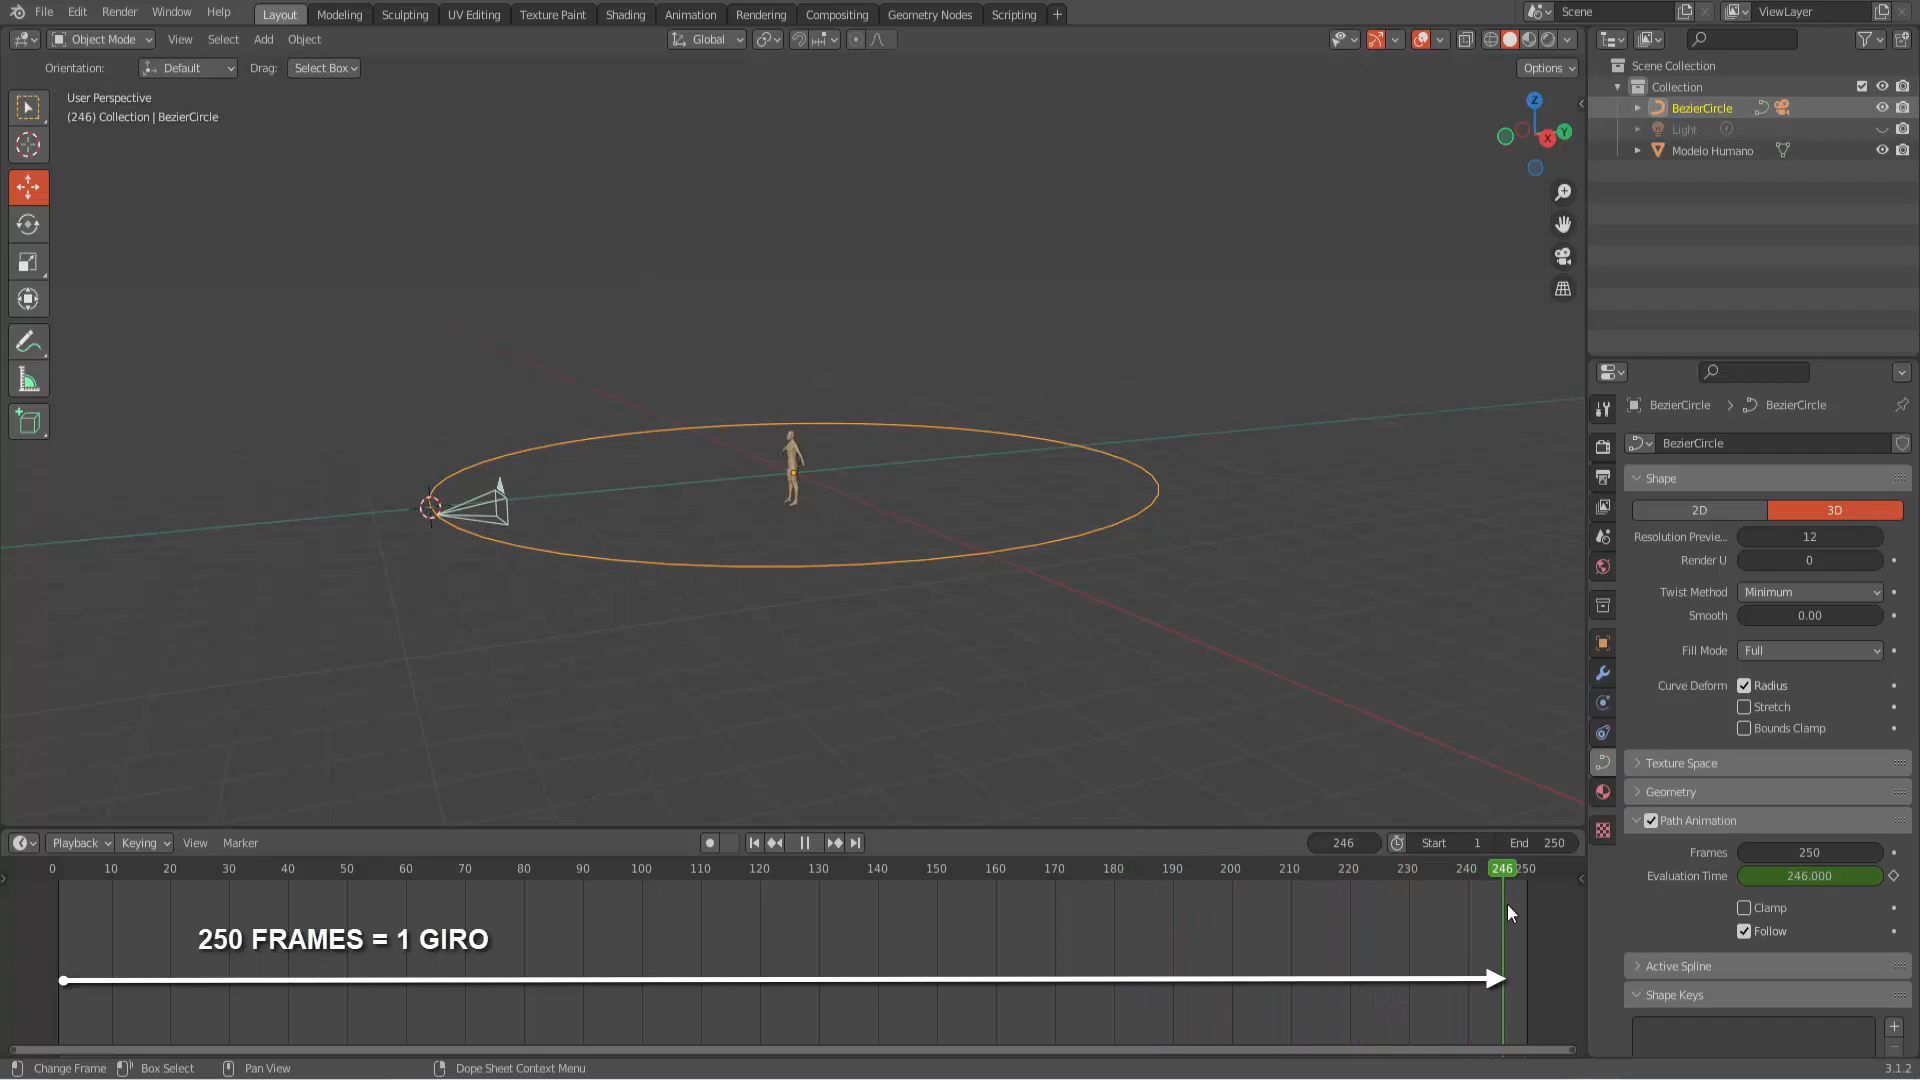 File Edit Render Window Help Layout Modeling Sculpting UV Editing Texture Paint Shading Animation Rendering Compositing Geometry Nodes Scripting + Scene ViewLayer
Object Mode View Select Add Object Global
Orientation: Default Drag: Select Box Options
User Perspective
(246) Collection | BezierCircle
Z
Y
X
Scene Collection
Collection
BezierCircle
Light
Modelo Humano
BezierCircle > BezierCircle
BezierCircle
Shape
2D 3D
Resolution Previe... 12
Render U 0
Twist Method Minimum
Smooth 0.00
Fill Mode Full
Curve Deform Radius
Stretch
Bounds Clamp
Texture Space
Geometry
Path Animation
Frames 250
Evaluation Time 246.000
Clamp
Follow
Active Spline
Shape Keys
Playback Keying View Marker 246 Start 1 End 250
0 10 20 30 40 50 60 70 80 90 100 110 120 130 140 150 160 170 180 190 200 210 220 230 240 246 250
250 FRAMES = 1 GIRO
Change Frame Box Select Pan View Dope Sheet Context Menu 3.1.2